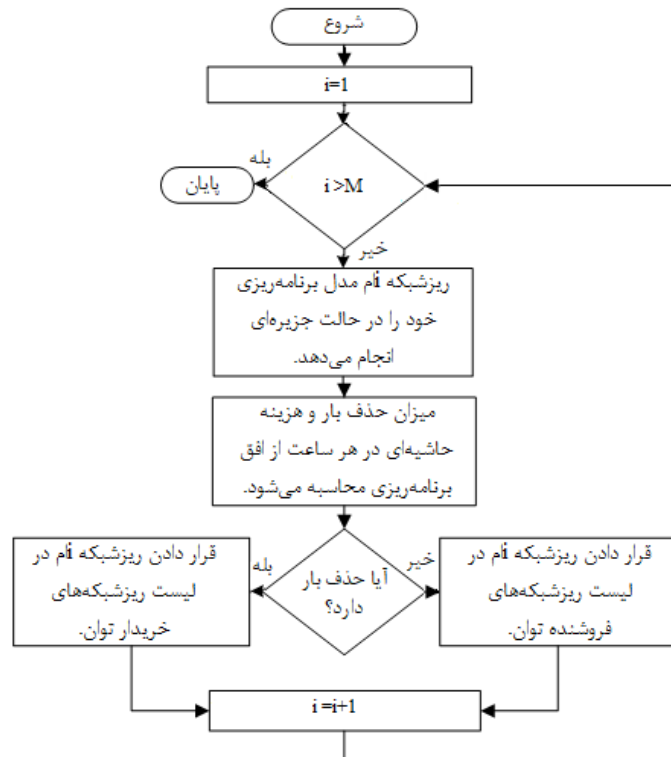 شروع
i=1
i >M
بله
پایان
خیر
ریزشبکه iام مدل برنامه‌ریزی
خود را در حالت جزیره‌ای
انجام می‌دهد.
میزان حذف بار و هزینه
حاشیه‌ای در هر ساعت از افق
برنامه‌ریزی محاسبه می‌شود.
آیا حذف بار
دارد؟
خیر
قرار دادن ریزشبکه iام در
لیست ریزشبکه‌های
فروشنده توان.
بله
قرار دادن ریزشبکه iام در
لیست ریزشبکه‌های
خریدار توان.
i =i+1